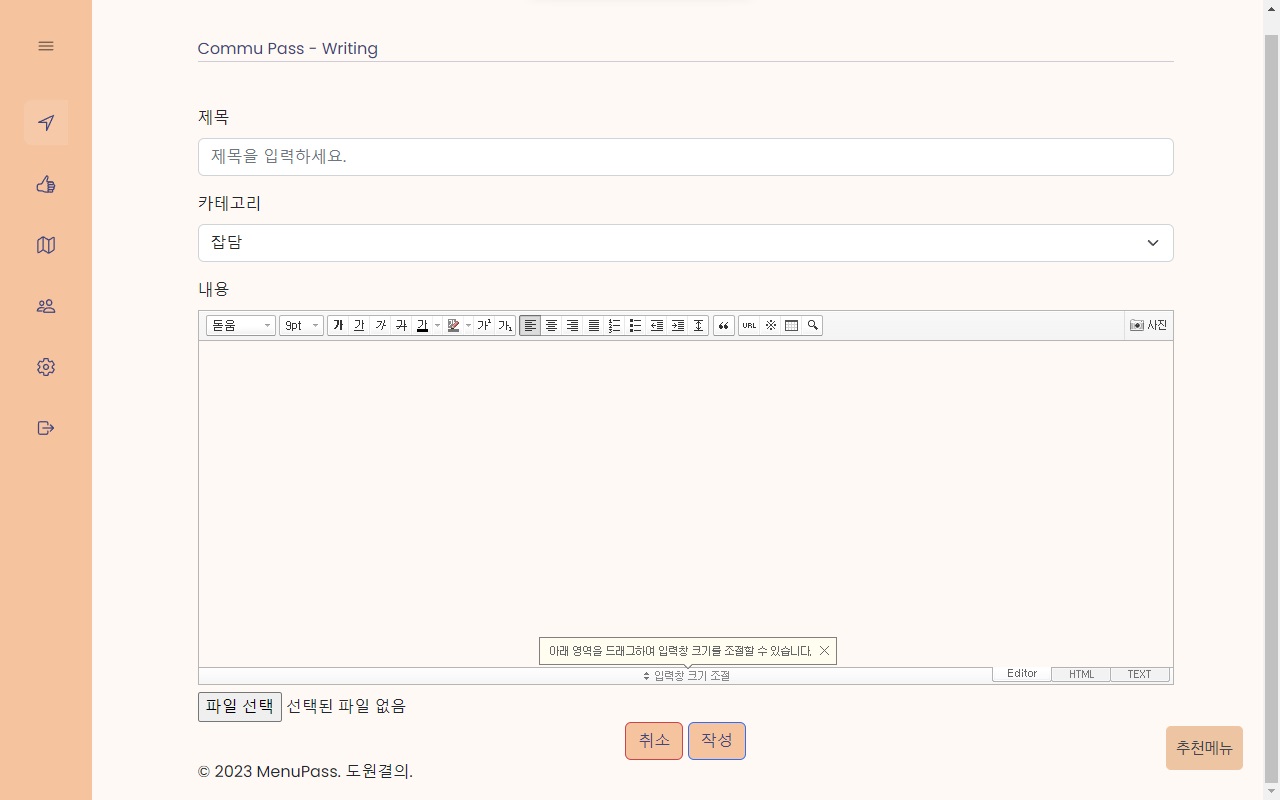 Commu Pass - Writing
제목
제목을 입력하세요.
카테고리
잡담
내용
돋움 9pt 가 가 가 가 가 가² 가₁ URL 사진
아래 영역을 드래그하여 입력창 크기를 조절할 수 있습니다.
입력창 크기 조절 Editor HTML TEXT
파일 선택 선택된 파일 없음
취소 작성
추천메뉴
© 2023 MenuPass. 도원결의.